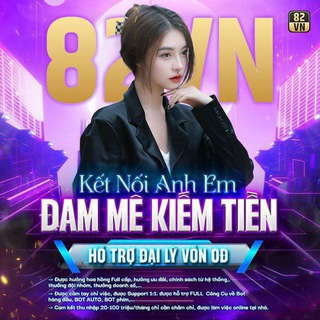 82VN
82
VN
Kết Nối Anh Em
ĐAM MÊ KIẾM TIỀN
HỖ TRỢ ĐẠI LÝ VỐN 0Đ
Được hưởng hoa hồng Full cấp, hưởng ưu đãi, chính sách từ hệ thống,,
thưởng đội nhóm, thưởng doanh số,...
Được cầm tay chỉ việc, được Support 1:1. được hỗ trợ FULL Công Cụ về Bot
hàng đầu, BOT AUTO, BOT phím,...
Cam kết thu nhập 20-100 triệu/tháng chỉ cần chăm chỉ, được làm việc online tại nhà.